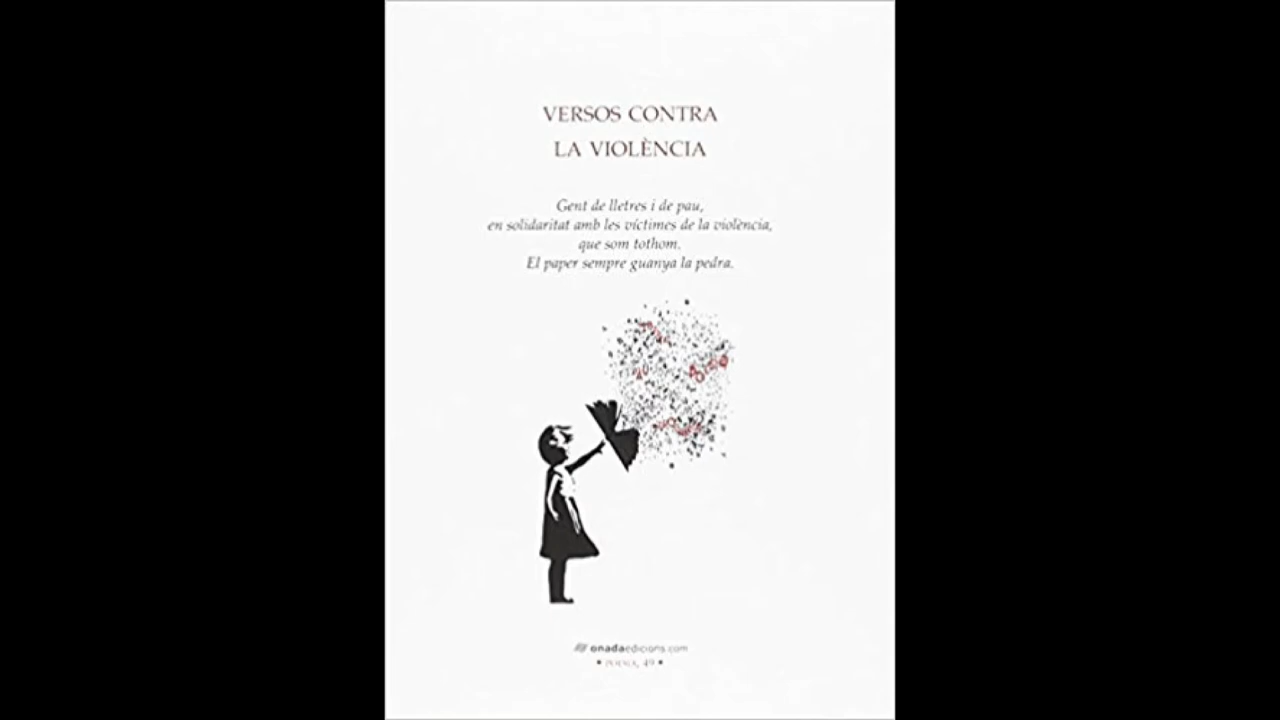 VERSOS CONTRA
LA VIOLÈNCIA
Gent de lletres i de pau,
en solidaritat amb les víctimes de la violència,
que som tothom.
El paper sempre guanya la pedra.
onadaedicions.com
• POESIA, 49 •